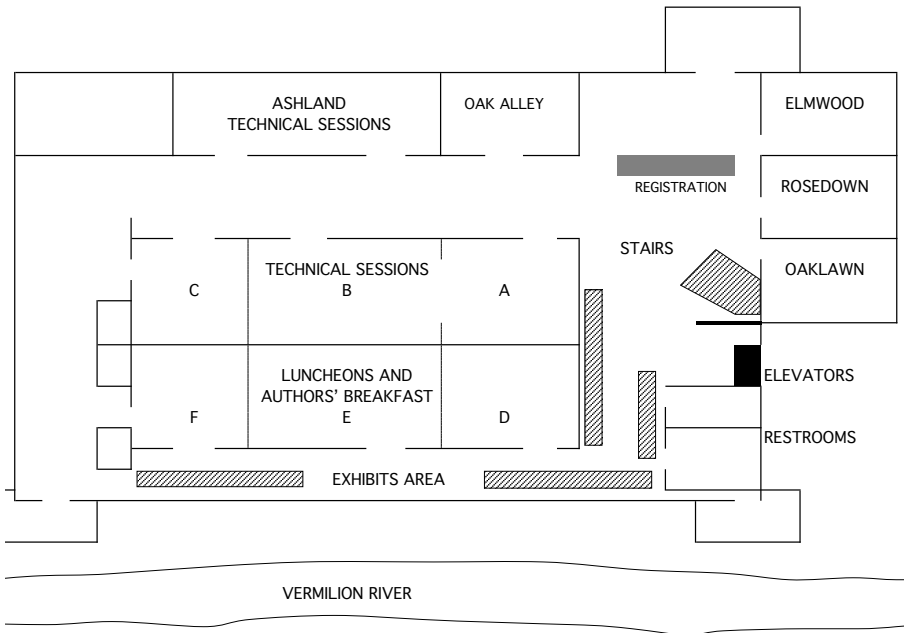 ASHLAND
TECHNICAL SESSIONS
OAK ALLEY
ELMWOOD
REGISTRATION
ROSEDOWN
STAIRS
OAKLAWN
TECHNICAL SESSIONS
C
B
A
LUNCHEONS AND
AUTHORS' BREAKFAST
ELEVATORS
F
E
D
RESTROOMS
EXHIBITS AREA
VERMILION RIVER